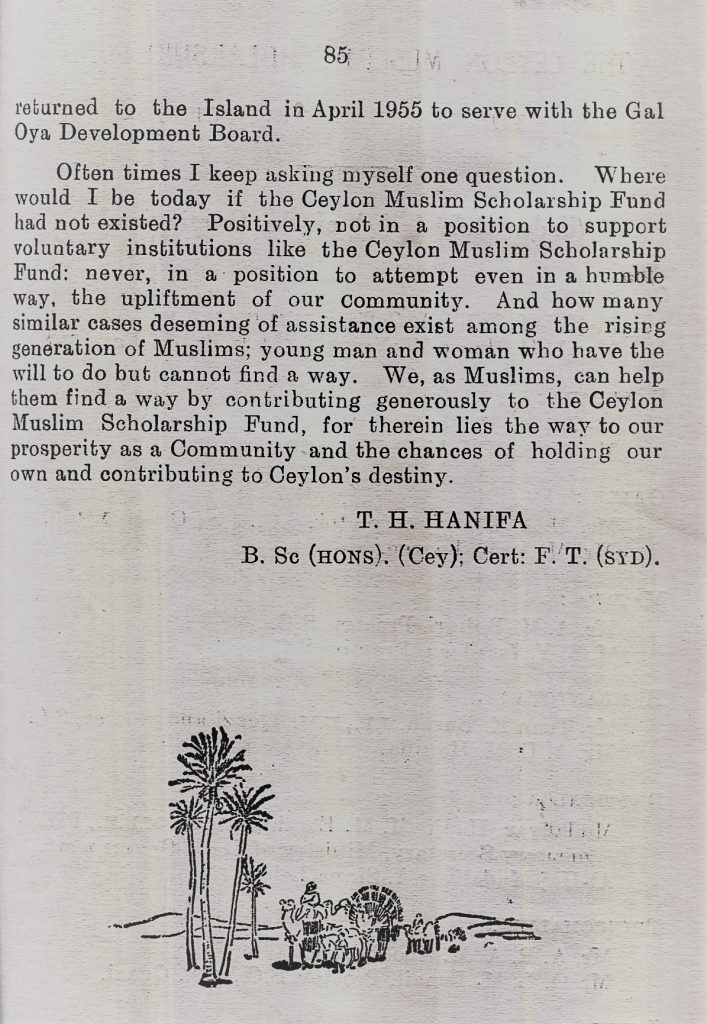 85
returned to the Island in April 1955 to serve with the Gal
Oya Development Board.
Often times I keep asking myself one question. Where
would I be today if the Ceylon Muslim Scholarship Fund
had not existed? Positively, not in a position to support
voluntary institutions like the Ceylon Muslim Scholarship
Fund: never, in a position to attempt even in a humble
way, the upliftment of our Community. And how many
similar cases deseming of assistance exist among the rising
generation of Muslims; young man and woman who have the
will to do but cannot find a way. We, as Muslims, can help
them find a way by contributing generously to the Ceylon
Muslim Scholarship Fund, for therein lies the way to our
prosperity as a Community and the chances of holding our
own and contributing to Ceylon's destiny.
T. H. HANIFA
B. Sc (HONS). (Cey); Cert: F. T. (SYD).